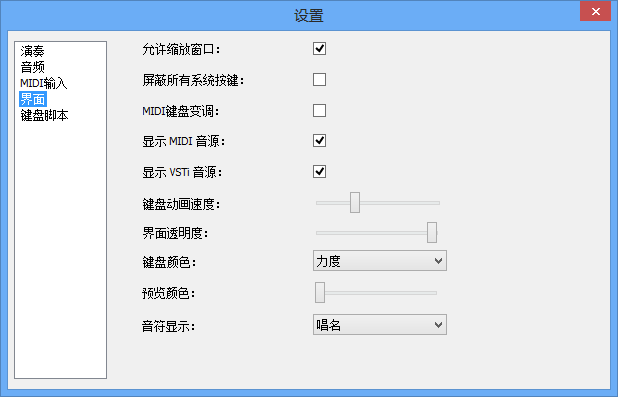 设置
演奏
音频
MIDI输入
界面
键盘脚本
允许缩放窗口：
屏蔽所有系统按键：
MIDI键盘变调：
显示 MIDI 音源：
显示 VSTi 音源：
键盘动画速度：
界面透明度：
键盘颜色：
力度
预览颜色：
音符显示：
唱名